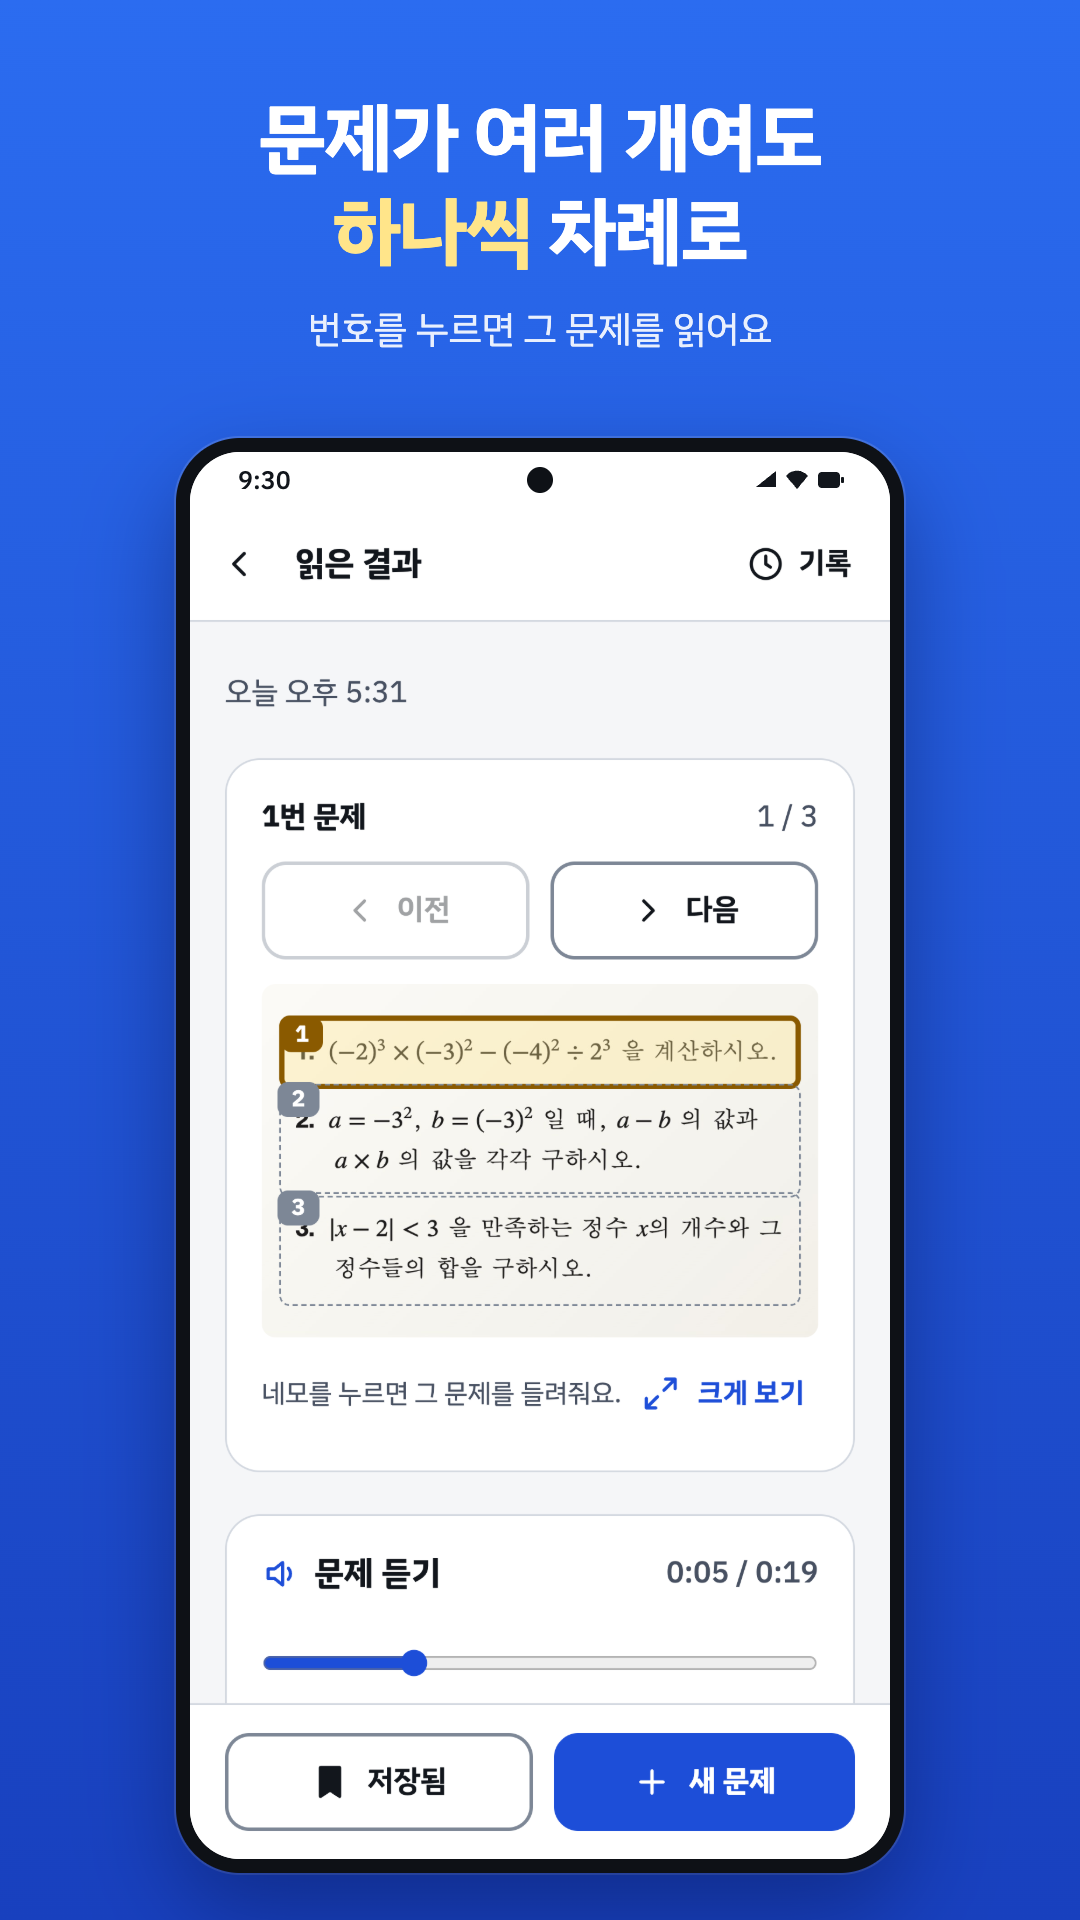 문제가 여러 개여도
하나씩 차례로
번호를 누르면 그 문제를 읽어요
9:30
읽은 결과
기록
오늘 오후 5:31
1번 문제
1 / 3
이전
다음
1
1. (−2)³ × (−3)² − (−4)² ÷ 2³ 을 계산하시오.
2
2. a = −3², b = (−3)² 일 때, a − b 의 값과
a × b 의 값을 각각 구하시오.
3
3. |x − 2| < 3 을 만족하는 정수 x의 개수와 그
정수들의 합을 구하시오.
네모를 누르면 그 문제를 들려줘요.
크게 보기
문제 듣기
0:05 / 0:19
저장됨
새 문제